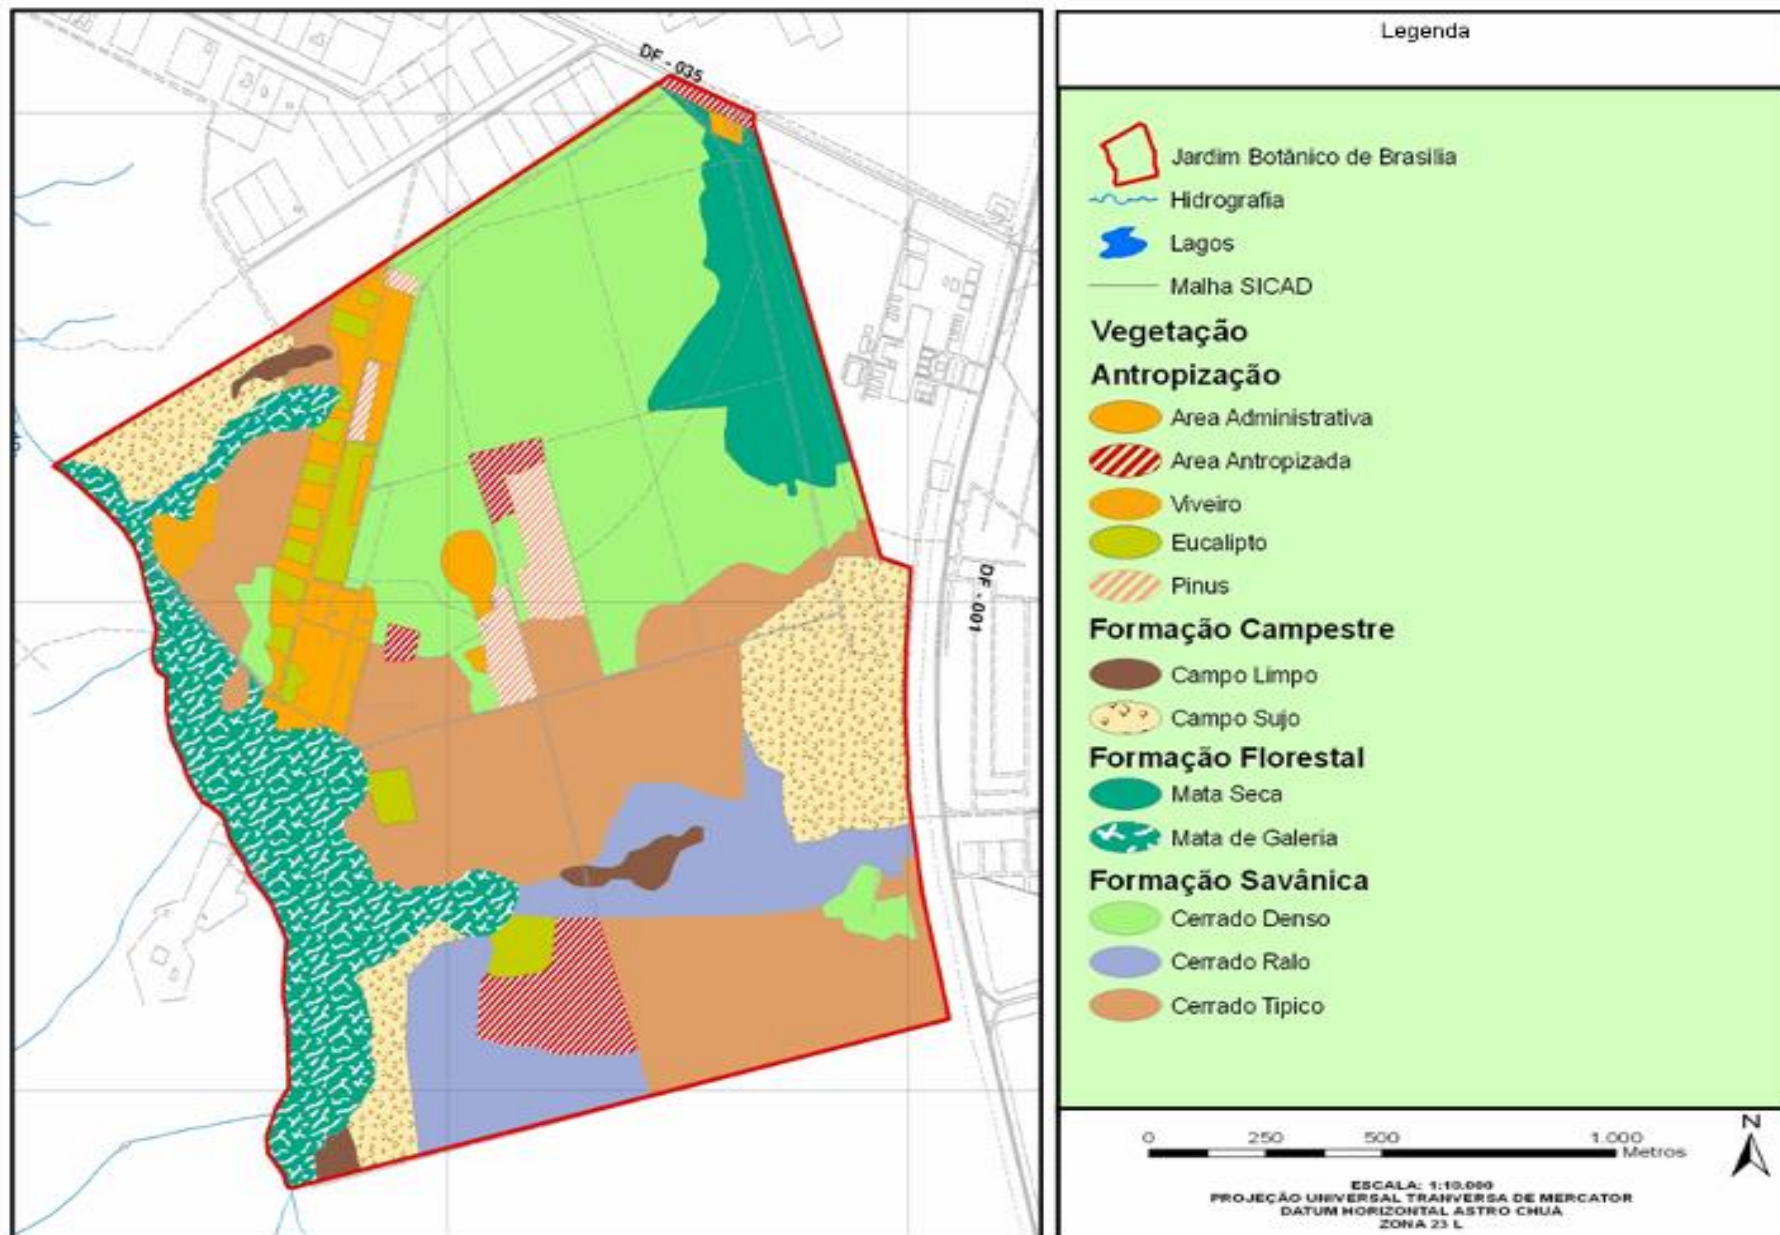 DF - 035
DF - 001
Legenda
Jardim Botânico de Brasilia
Hidrografia
Lagos
Malha SICAD
Vegetação
Antropização
Area Administrativa
Area Antropizada
Viveiro
Eucalipto
Pinus
Formação Campestre
Campo Limpo
Campo Sujo
Formação Florestal
Mata Seca
Mata de Galeria
Formação Savânica
Cerrado Denso
Cerrado Ralo
Cerrado Tipico
0 250 500 1.000
Metros
N
ESCALA: 1:10.000
PROJEÇÃO UNIVERSAL TRANVERSA DE MERCATOR
DATUM HORIZONTAL ASTRO CHUÁ
ZONA 23 L